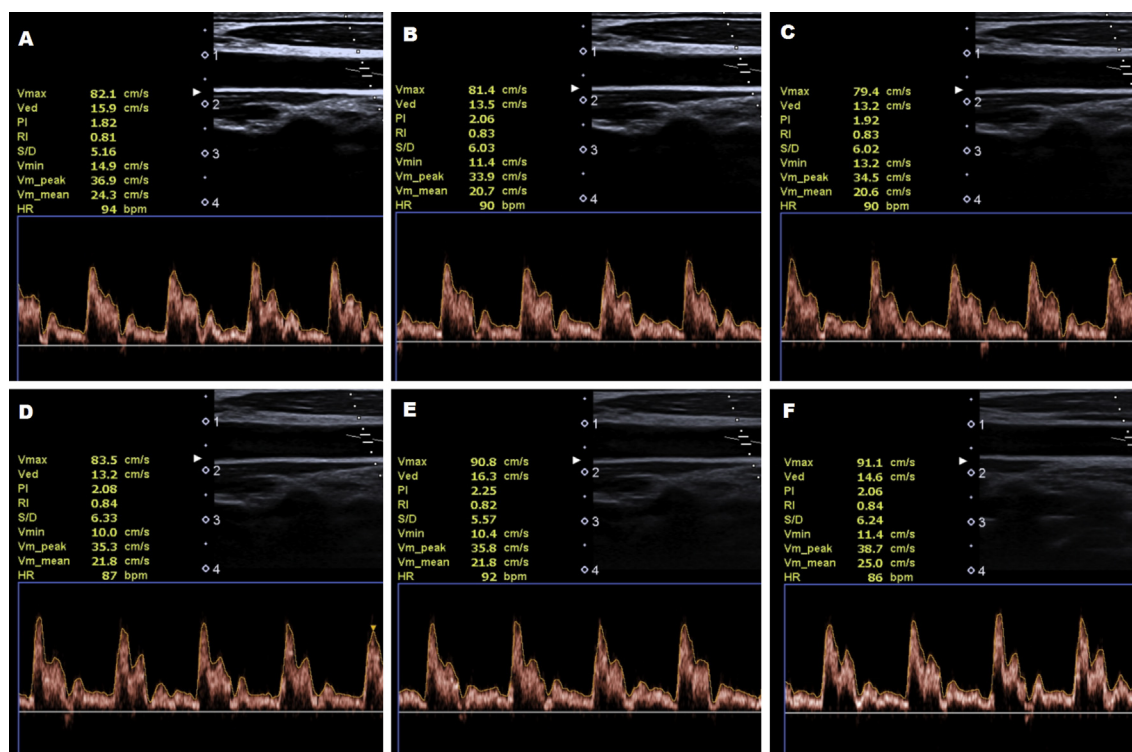 A
1
Vmax 82.1 cm/s
Ved 15.9 cm/s
2
PI 1.82
RI 0.81
S/D 5.16
3
Vmin 14.9 cm/s
Vm_peak 36.9 cm/s
Vm_mean 24.3 cm/s
4
HR 94 bpm
B
1
Vmax 81.4 cm/s
Ved 13.5 cm/s
2
PI 2.06
RI 0.83
S/D 6.03
3
Vmin 11.4 cm/s
Vm_peak 33.9 cm/s
Vm_mean 20.7 cm/s
4
HR 90 bpm
C
1
Vmax 79.4 cm/s
Ved 13.2 cm/s
2
PI 1.92
RI 0.83
S/D 6.02
3
Vmin 13.2 cm/s
Vm_peak 34.5 cm/s
Vm_mean 20.6 cm/s
4
HR 90 bpm
D
1
Vmax 83.5 cm/s
Ved 13.2 cm/s
2
PI 2.08
RI 0.84
S/D 6.33
3
Vmin 10.0 cm/s
Vm_peak 35.3 cm/s
Vm_mean 21.8 cm/s
4
HR 87 bpm
E
1
Vmax 90.8 cm/s
Ved 16.3 cm/s
2
PI 2.25
RI 0.82
S/D 5.57
3
Vmin 10.4 cm/s
Vm_peak 35.8 cm/s
Vm_mean 21.8 cm/s
4
HR 92 bpm
F
1
Vmax 91.1 cm/s
Ved 14.6 cm/s
2
PI 2.06
RI 0.84
S/D 6.24
3
Vmin 11.4 cm/s
Vm_peak 38.7 cm/s
Vm_mean 25.0 cm/s
4
HR 86 bpm